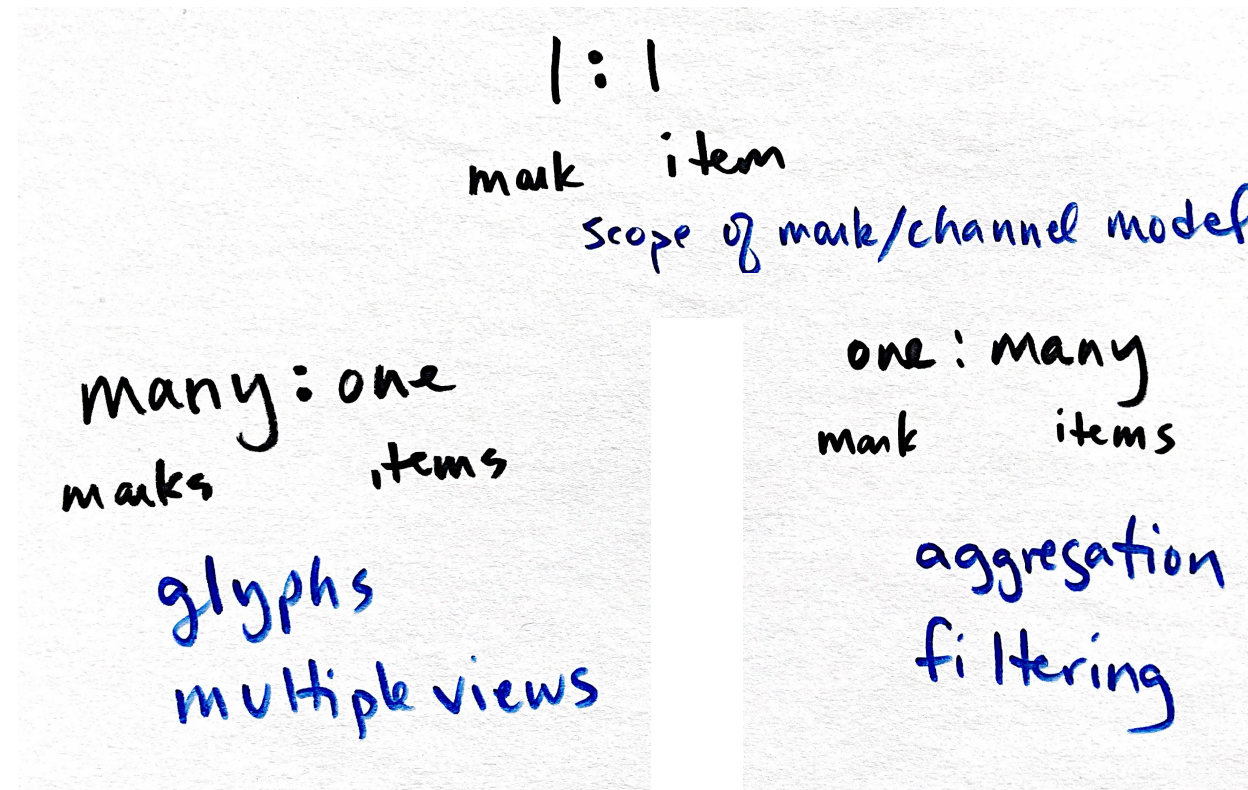 1:1
mark item
scope of mark/channel model
many: one
marks items
glyphs
multiple views
one: many
mark items
aggregation
filtering